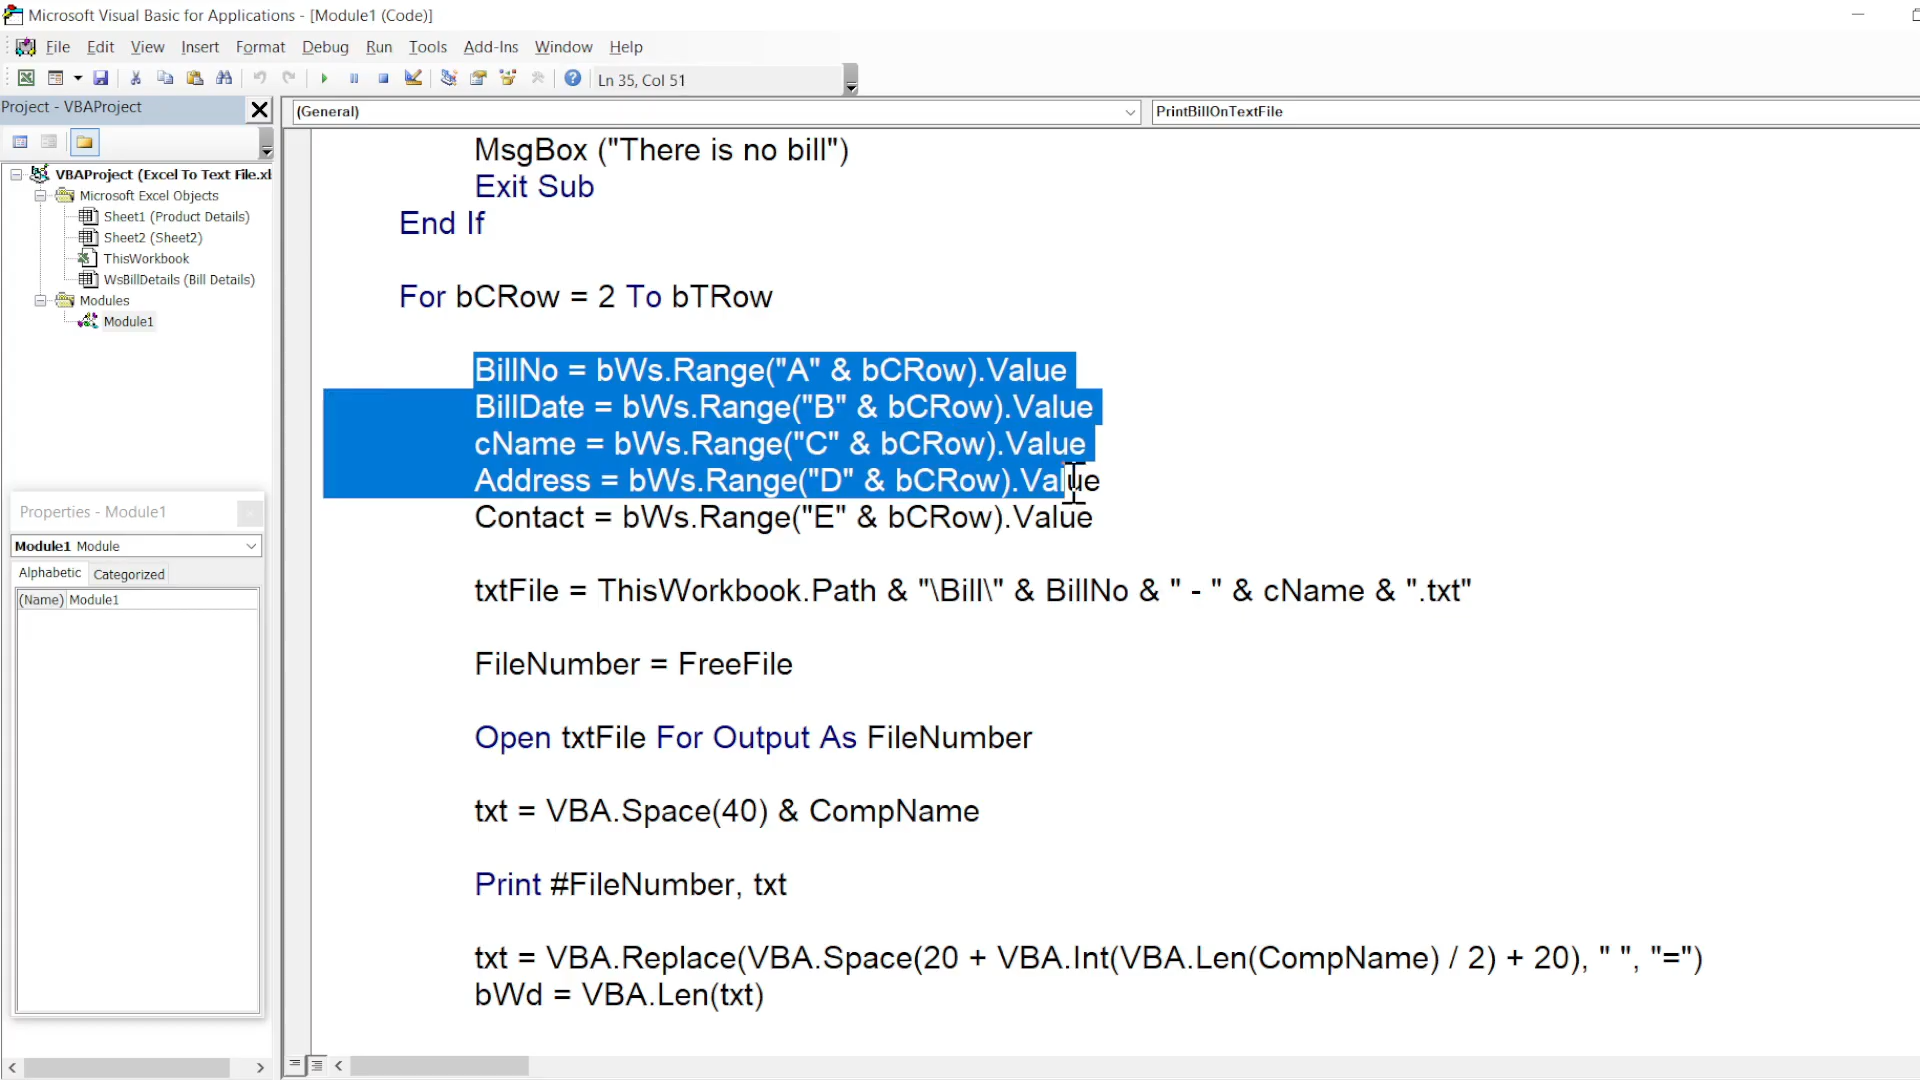 Microsoft Visual Basic for Applications - [Module1 (Code)]
File Edit View Insert Format Debug Run Tools Add-Ins Window Help
Ln 35, Col 51
Project - VBAProject
(General)
PrintBillOnTextFile
VBAProject (Excel To Text File.xl
Microsoft Excel Objects
Sheet1 (Product Details)
Sheet2 (Sheet2)
ThisWorkbook
WsBillDetails (Bill Details)
Modules
Module1
Properties - Module1
Module1 Module
Alphabetic Categorized
(Name) Module1
MsgBox ("There is no bill")
Exit Sub
End If
For bCRow = 2 To bTRow
BillNo = bWs.Range("A" & bCRow).Value
BillDate = bWs.Range("B" & bCRow).Value
cName = bWs.Range("C" & bCRow).Value
Address = bWs.Range("D" & bCRow).Value
Contact = bWs.Range("E" & bCRow).Value
txtFile = ThisWorkbook.Path & "\Bill\" & BillNo & " - " & cName & ".txt"
FileNumber = FreeFile
Open txtFile For Output As FileNumber
txt = VBA.Space(40) & CompName
Print #FileNumber, txt
txt = VBA.Replace(VBA.Space(20 + VBA.Int(VBA.Len(CompName) / 2) + 20), " ", "=")
bWd = VBA.Len(txt)